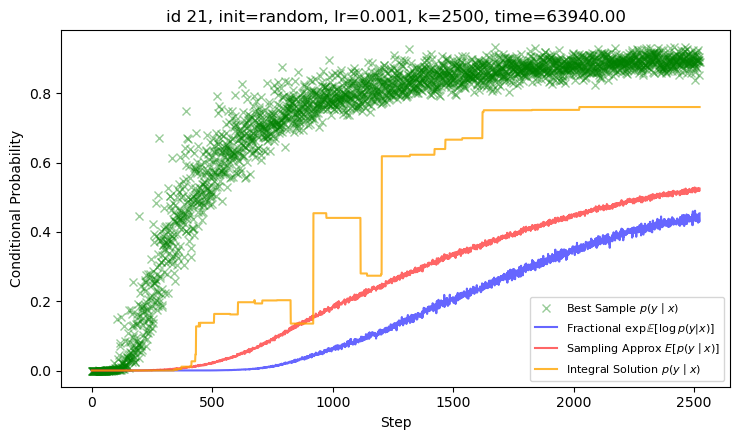 id 21, init=random, lr=0.001, k=2500, time=63940.00
Conditional Probability
0.8
0.6
0.4
0.2
0.0
0
500
1000
1500
2000
2500
Step
Best Sample p(y | x)
Fractional exp 𝔼[log p(y|x)]
Sampling Approx E[p(y | x)]
Integral Solution p(y | x)